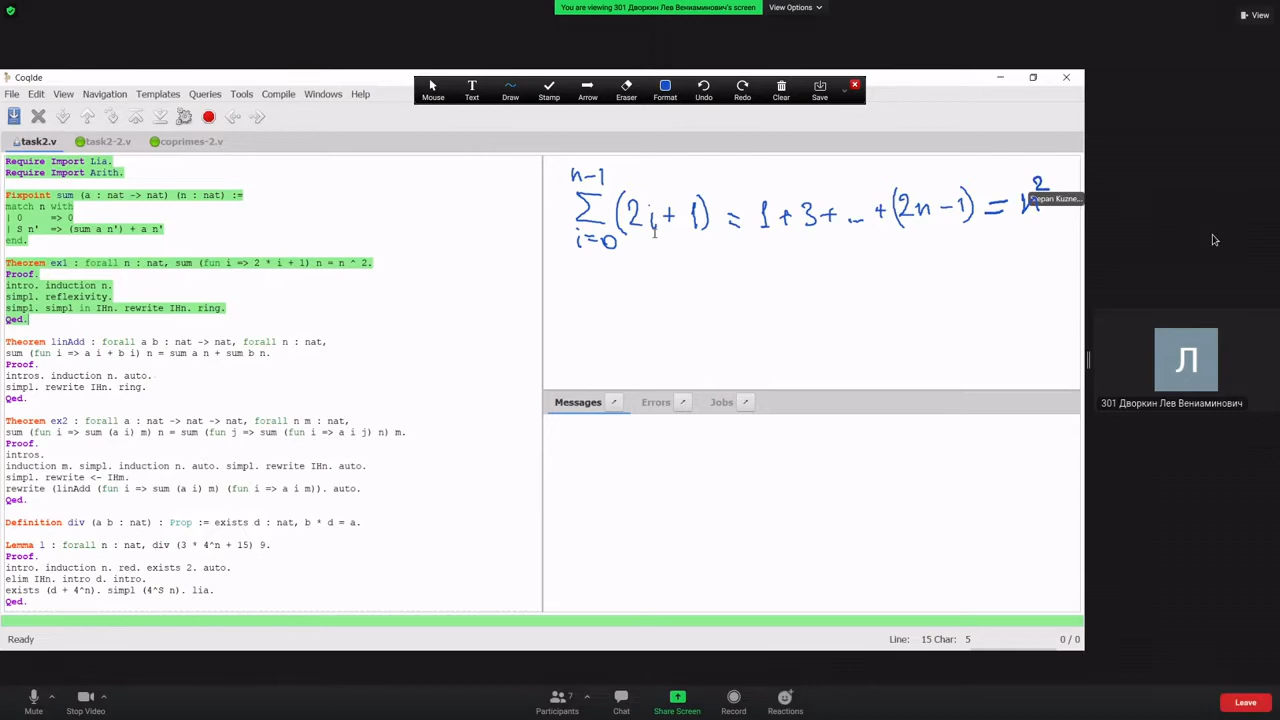 You are viewing 301 Дворкин Лев Вениаминович's screen
View Options
View
CoqIde
File Edit View Navigation Templates Queries Tools Compile Windows Help
Mouse Text Draw Stamp Arrow Eraser Format Undo Redo Clear Save
task2.v task2-2.v coprimes-2.v
Require Import Lia.
Require Import Arith.
Fixpoint sum (a : nat -> nat) (n : nat) :=
match n with
| 0 => 0
| S n' => (sum a n') + a n'
end.
Theorem ex1 : forall n : nat, sum (fun i => 2 * i + 1) n = n ^ 2.
Proof.
intro. induction n.
simpl. reflexivity.
simpl. simpl in IHn. rewrite IHn. ring.
Qed.
Theorem linAdd : forall a b : nat -> nat, forall n : nat,
sum (fun i => a i + b i) n = sum a n + sum b n.
Proof.
intros. induction n. auto.
simpl. rewrite IHn. ring.
Qed.
Theorem ex2 : forall a : nat -> nat -> nat, forall n m : nat,
sum (fun i => sum (a i) m) n = sum (fun j => sum (fun i => a i j) n) m.
Proof.
intros.
induction m. simpl. induction n. auto. simpl. rewrite IHn. auto.
simpl. rewrite <- IHm.
rewrite (linAdd (fun i => sum (a i) m) (fun i => a i m)). auto.
Qed.
Definition div (a b : nat) : Prop := exists d : nat, b * d = a.
Lemma l : forall n : nat, div (3 * 4^n + 15) 9.
Proof.
intro. induction n. red. exists 2. auto.
elim IHn. intro d. intro.
exists (d + 4^n). simpl (4^S n). lia.
Qed.
n-1
∑ (2i + 1) = 1 + 3 + ... + (2n - 1) = n²
i=0
Stepan Kuzne...
Messages Errors Jobs
Л
301 Дворкин Лев Вениаминович
Ready
Line: 15 Char: 5
0 / 0
Mute
Stop Video
Participants 7
Chat
Share Screen
Record
Reactions
Leave